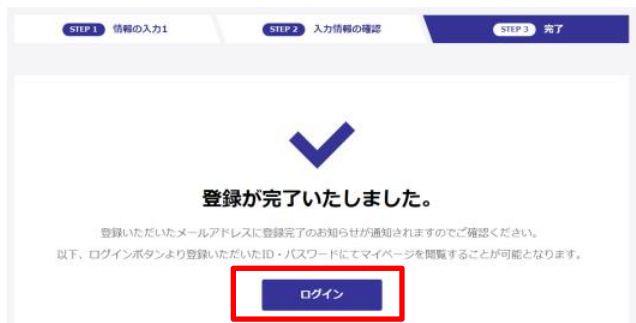 STEP 1 情報の入力1 STEP 2 入力情報の確認 STEP 3 完了
登録が完了いたしました。
登録いただいたメールアドレスに登録完了のお知らせが通知されますのでご確認ください。
以下、ログインボタンより登録いただいたID・パスワードにてマイページを閲覧することが可能となります。
ログイン